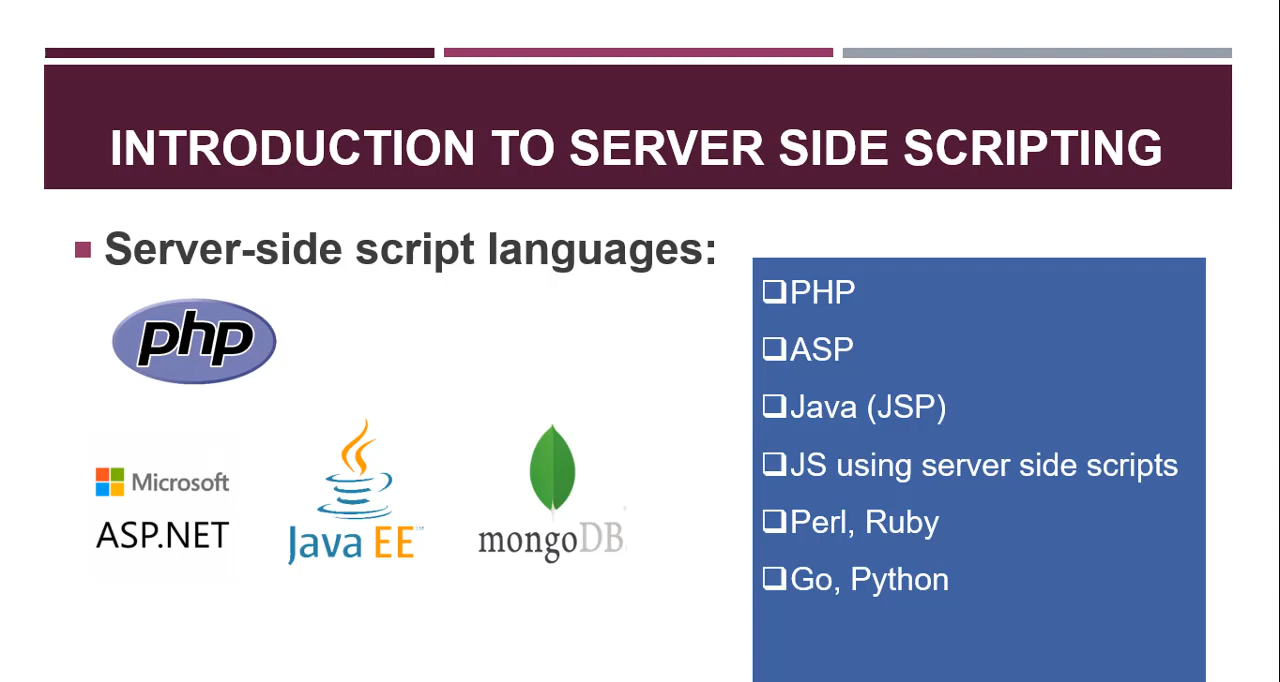 INTRODUCTION TO SERVER SIDE SCRIPTING
Server-side script languages:
php
Microsoft
ASP.NET
Java EE™
mongoDB
PHP
ASP
Java (JSP)
JS using server side scripts
Perl, Ruby
Go, Python